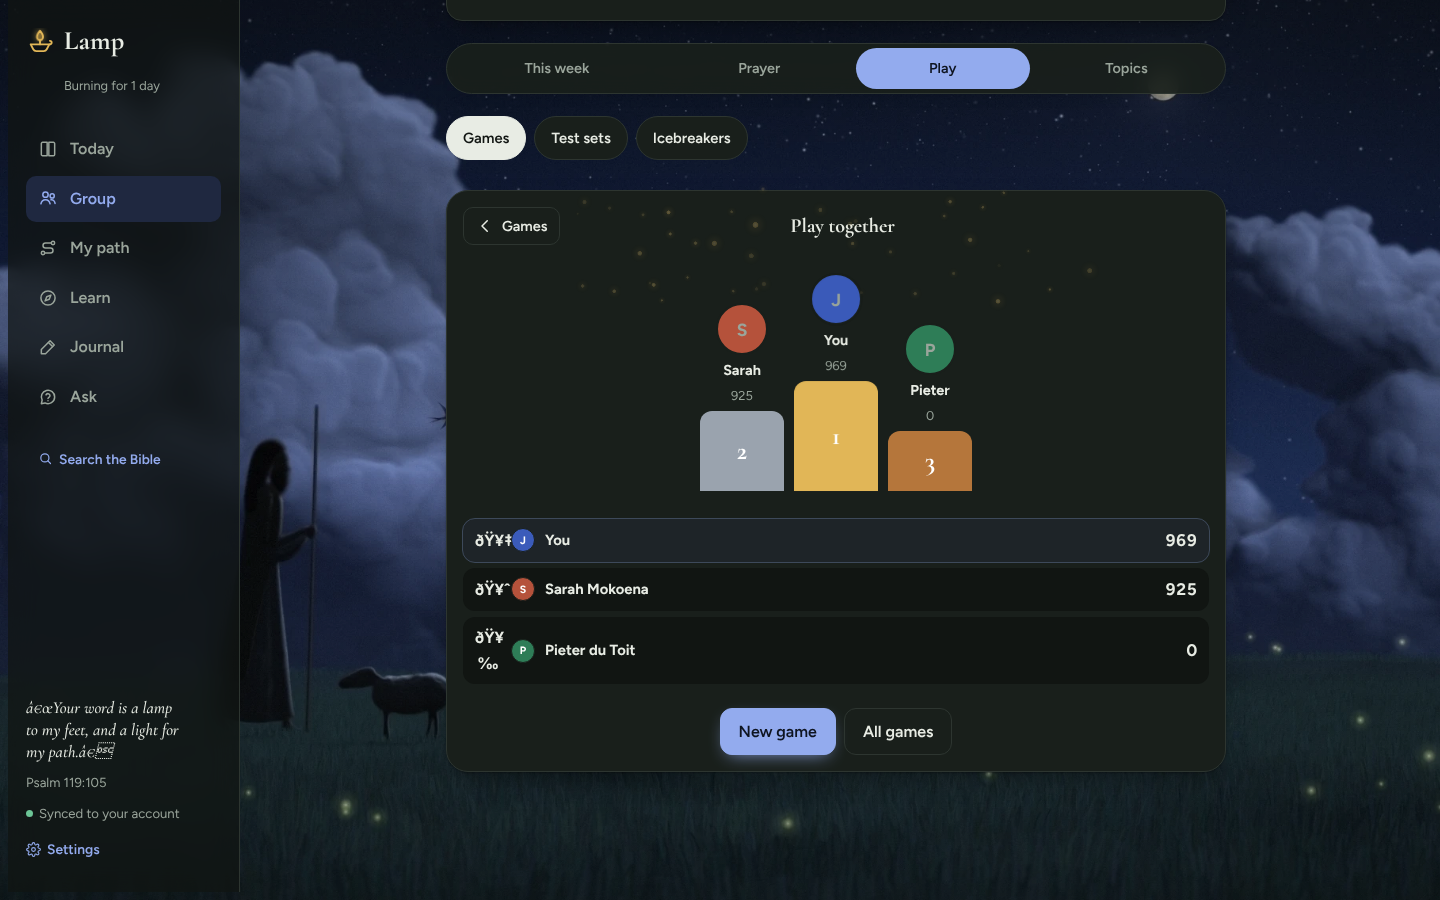 Lamp
Burning for 1 day
Today
Group
My path
Learn
Journal
Ask
Search the Bible
“Your word is a lamp
to my feet, and a light for
my path.â€
Psalm 119:105
Synced to your account
Settings
This week
Prayer
Play
Topics
Games
Test sets
Icebreakers
Games
Play together
J
You
969
S
Sarah
925
P
Pieter
0
2
1
3
🥇
J
You
969
🥈
S
Sarah Mokoena
925
ðŸ¥
‰
P
Pieter du Toit
0
New game
All games